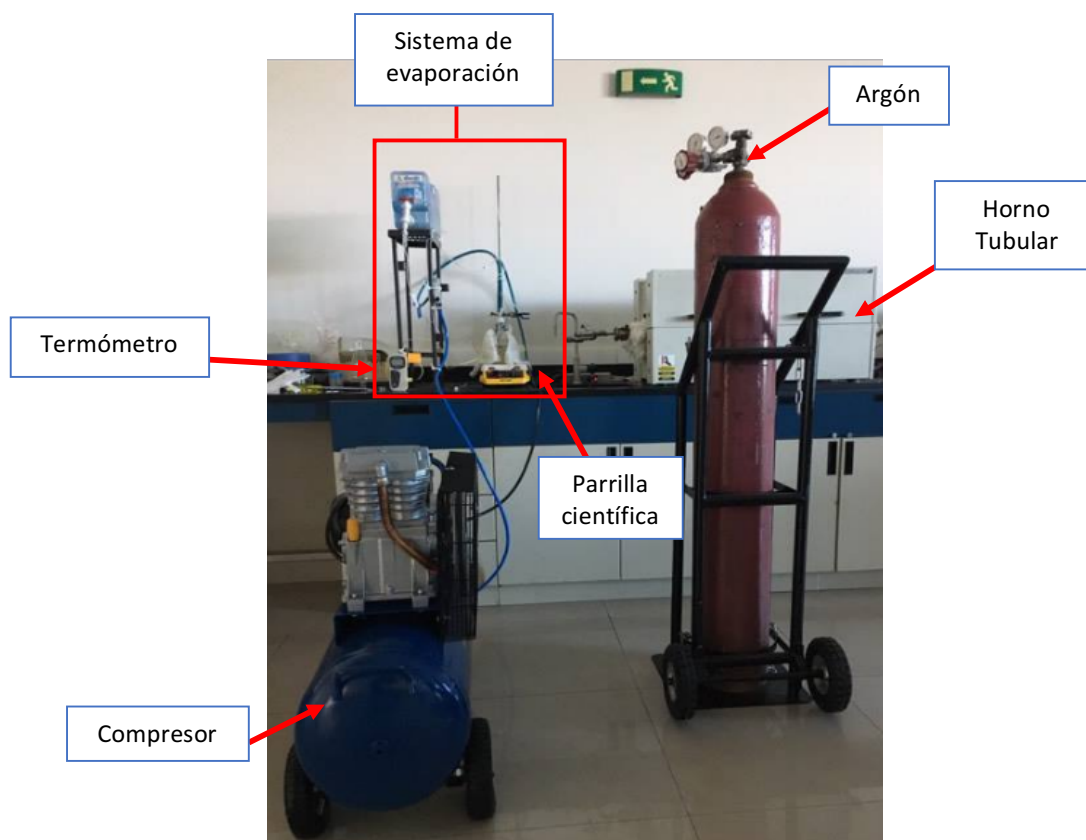 Sistema de
evaporación
Argón
Horno
Tubular
Termómetro
Parrilla
científica
Compresor